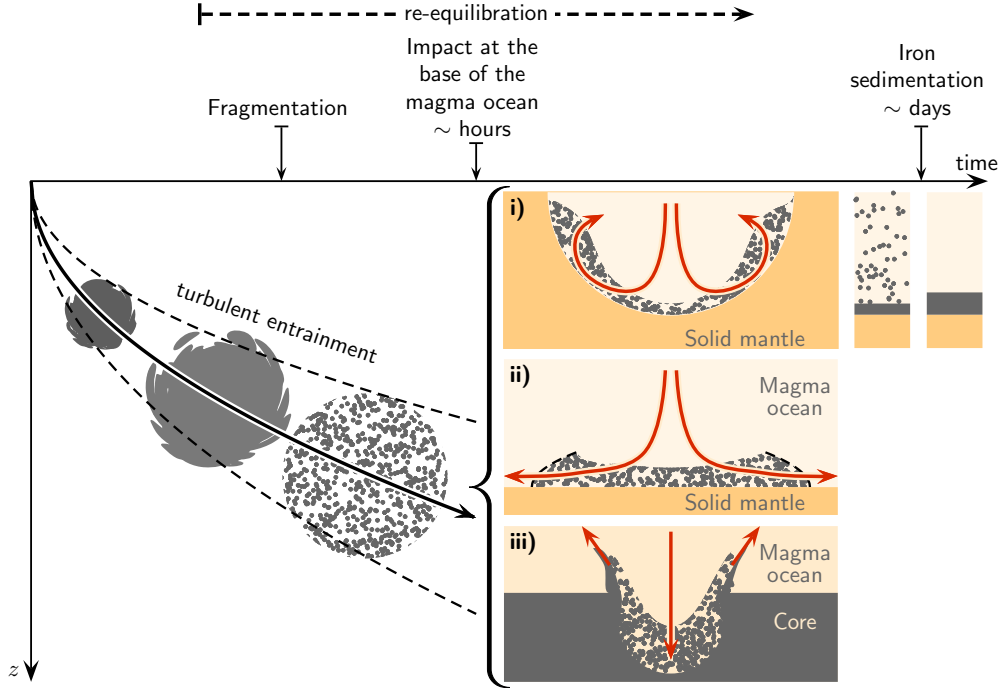 re-equilibration
Impact at the
base of the
magma ocean
∼ hours
Iron
sedimentation
∼ days
Fragmentation
time
i)
turbulent entrainment
Solid mantle
ii)
Magma
ocean
Solid mantle
iii)
Magma
ocean
Core
z